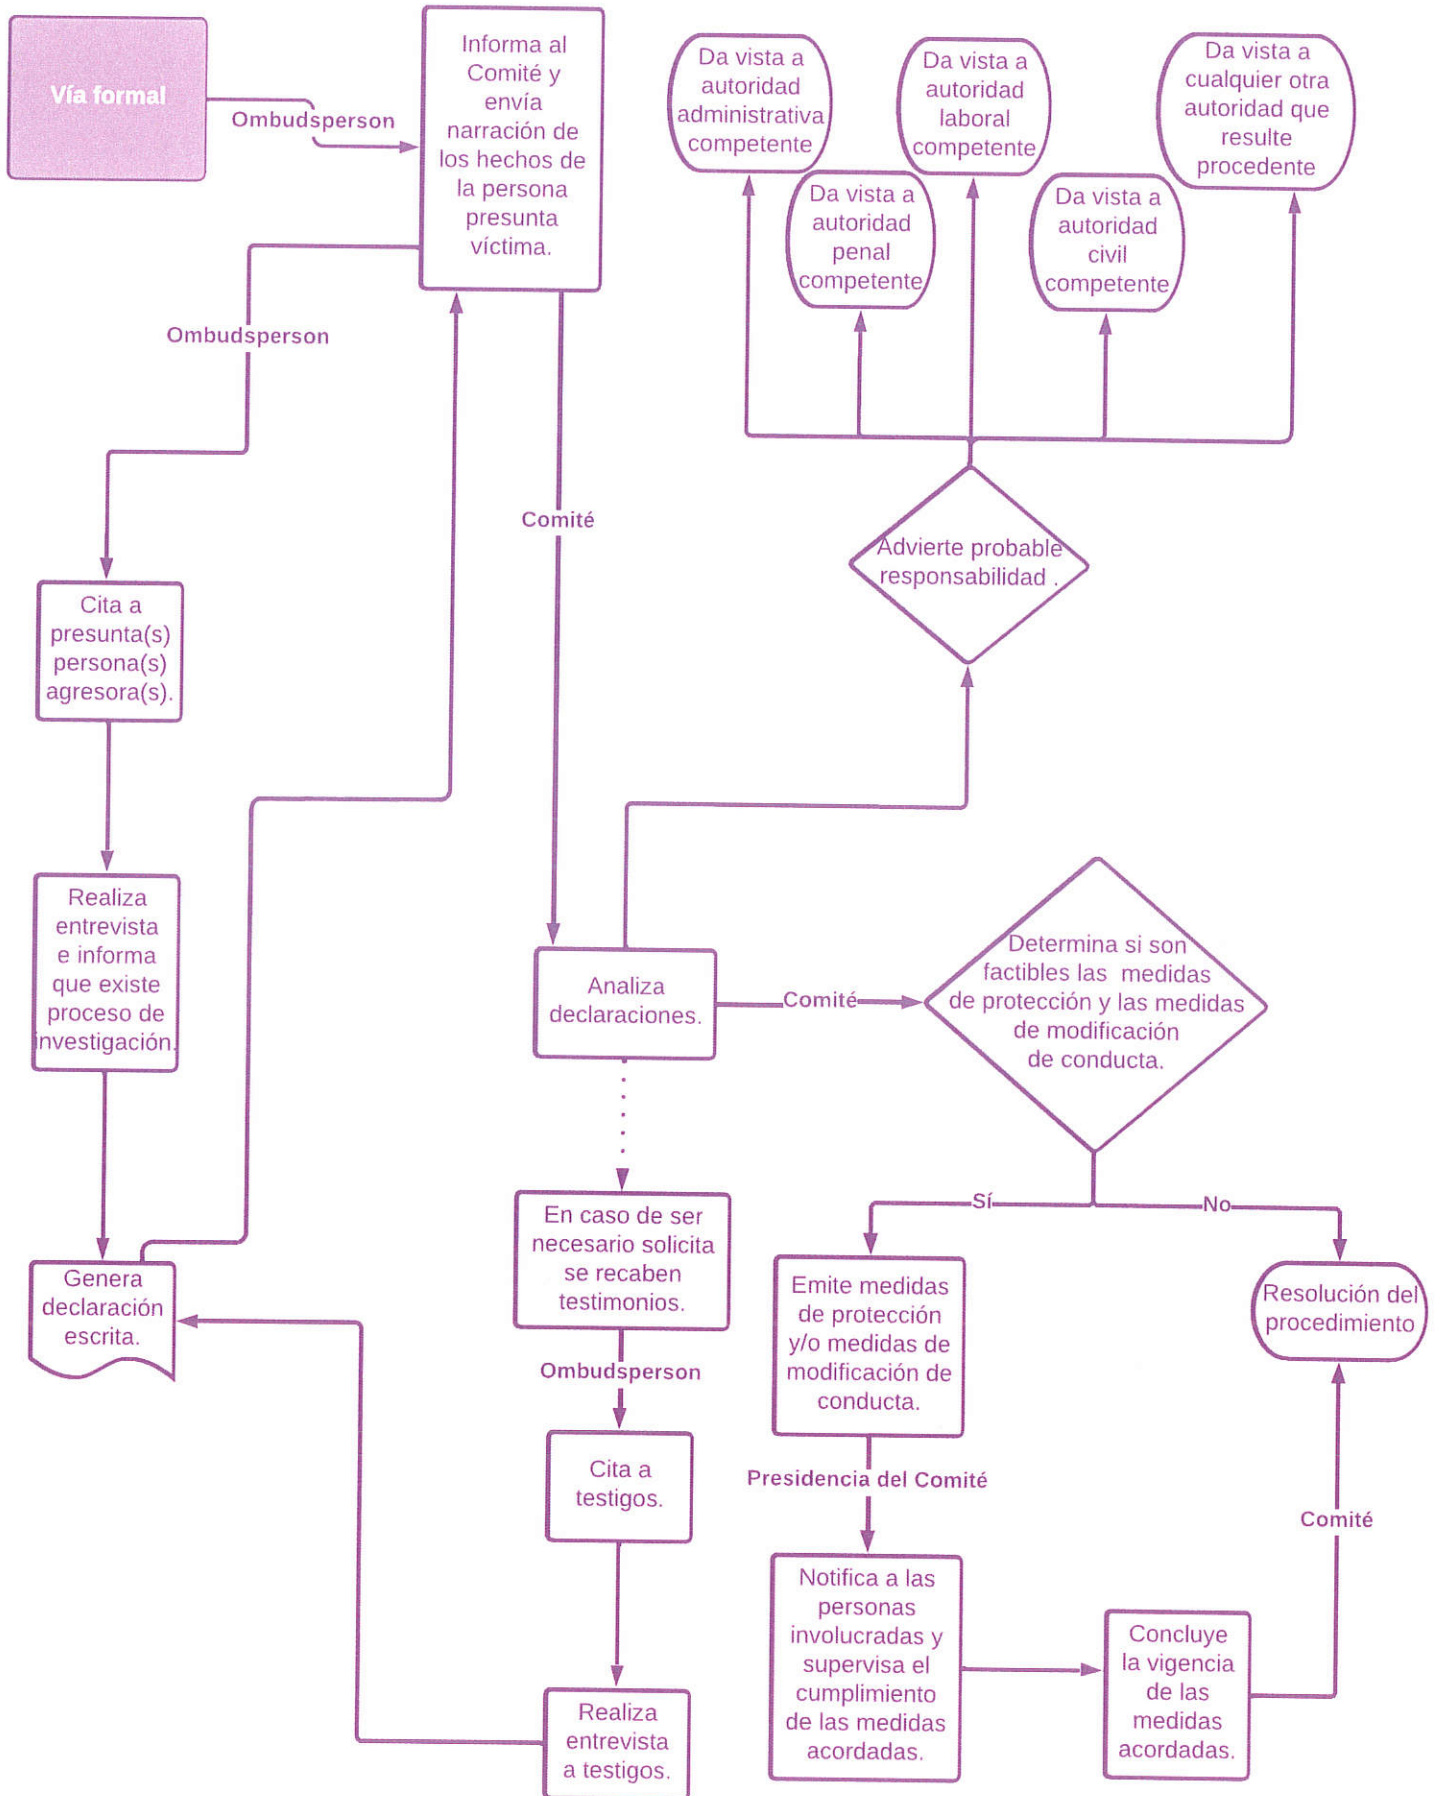 Vía formal
Ombudsperson
Informa al
Comité y
envía
narración de
los hechos de
la persona
presunta
víctima.
Da vista a
autoridad
administrativa
competente
Da vista a
autoridad
penal
competente
Da vista a
autoridad
laboral
competente
Da vista a
autoridad
civil
competente
Da vista a
cualquier otra
autoridad que
resulte
procedente
Ombudsperson
Comité
Advierte probable
responsabilidad .
Cita a
presunta(s)
persona(s)
agresora(s).
Realiza
entrevista
e informa
que existe
proceso de
investigación.
Genera
declaración
escrita.
Analiza
declaraciones.
Comité
Determina si son
factibles las  medidas
de protección y las medidas
de modificación
de conducta.
Sí
No
En caso de ser
necesario solicita
se recaben
testimonios.
Ombudsperson
Cita a
testigos.
Realiza
entrevista
a testigos.
Emite medidas
de protección
y/o medidas de
modificación de
conducta.
Presidencia del Comité
Notifica a las
personas
involucradas y
supervisa el
cumplimiento
de las medidas
acordadas.
Concluye
la vigencia
de las
medidas
acordadas.
Comité
Resolución del
procedimiento